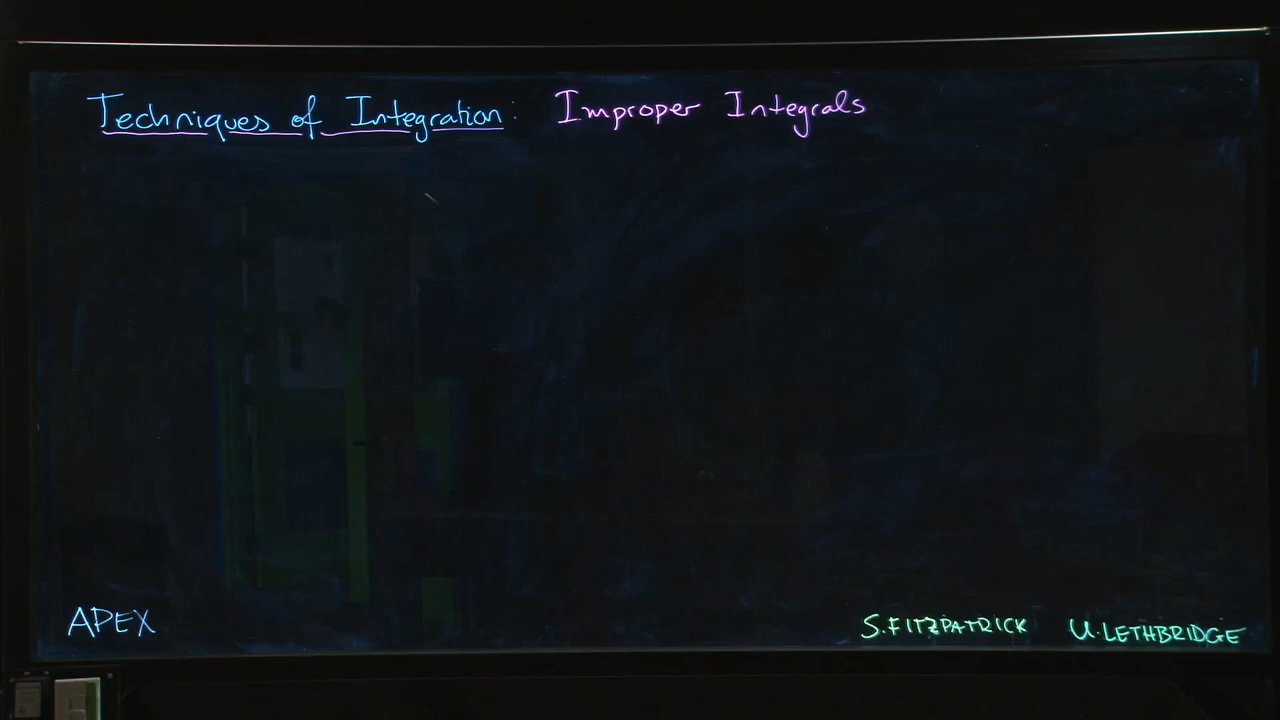 Techniques of Integration: Improper Integrals
APEX
S.FITZPATRICK U.LETHBRIDGE